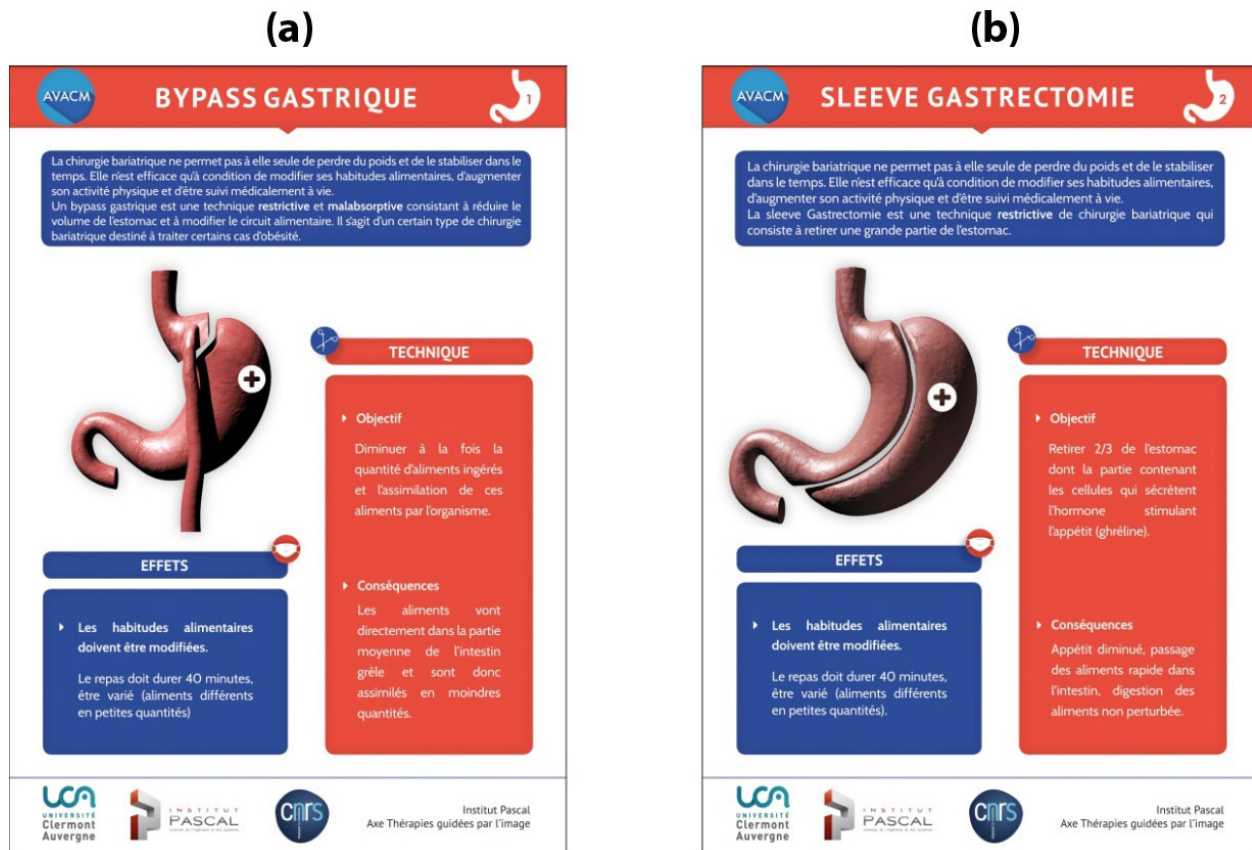 (a)
AVACM
BYPASS GASTRIQUE
1
La chirurgie bariatrique ne permet pas à elle seule de perdre du poids et de le stabiliser dans le
temps. Elle n'est efficace qu'à condition de modifier ses habitudes alimentaires, d'augmenter
son activité physique et d'être suivi médicalement à vie.
Un bypass gastrique est une technique restrictive et malabsorptive consistant à réduire le
volume de l'estomac et à modifier le circuit alimentaire. Il s'agit d'un certain type de chirurgie
bariatrique destiné à traiter certains cas d'obésité.
TECHNIQUE
Objectif
Diminuer à la fois la
quantité d'aliments ingérés
et l'assimilation de ces
aliments par l'organisme.
Conséquences
Les aliments vont
directement dans la partie
moyenne de l'intestin
grêle et sont donc
assimilés en moindres
quantités.
EFFETS
Les habitudes alimentaires
doivent être modifiées.
Le repas doit durer 40 minutes,
être varié (aliments différents
en petites quantités)
UCA
UNIVERSITÉ
Clermont
Auvergne
INSTITUT
PASCAL
cnrs
Institut Pascal
Axe Thérapies guidées par l'image
(b)
AVACM
SLEEVE GASTRECTOMIE
2
La chirurgie bariatrique ne permet pas à elle seule de perdre du poids et de le stabiliser
dans le temps. Elle n'est efficace qu'à condition de modifier ses habitudes alimentaires,
d'augmenter son activité physique et d'être suivi médicalement à vie.
La sleeve Gastrectomie est une technique restrictive de chirurgie bariatrique qui
consiste à retirer une grande partie de l'estomac.
TECHNIQUE
Objectif
Retirer 2/3 de l'estomac
dont la partie contenant
les cellules qui sécrètent
l'hormone stimulant
l'appétit (ghréline).
Conséquences
Appétit diminué, passage
des aliments rapide dans
l'intestin, digestion des
aliments non perturbée.
EFFETS
Les habitudes alimentaires
doivent être modifiées.
Le repas doit durer 40 minutes,
être varié (aliments différents
en petites quantités).
UCA
UNIVERSITÉ
Clermont
Auvergne
INSTITUT
PASCAL
cnrs
Institut Pascal
Axe Thérapies guidées par l'image